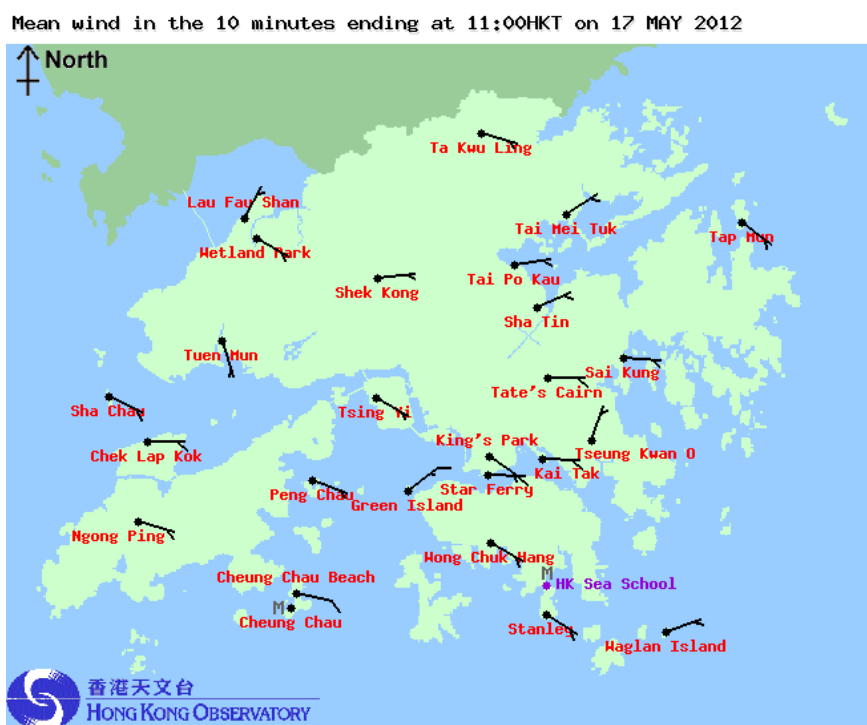 Mean wind in the 10 minutes ending at 11:00HKT on 17 MAY 2012
North
Ta Kwu Ling
Lau Fau Shan
Tai Mei Tuk
Tap Mun
Wetland Park
Tai Po Kau
Shek Kong
Sha Tin
Tuen Mun
Sai Kung
Tate's Cairn
Sha Chau
Tsing Yi
King's Park
Tseung Kwan O
Chek Lap Kok
Kai Tak
Star Ferry
Peng Chau
Green Island
Ngong Ping
Wong Chuk Hang
M
Cheung Chau Beach
HK Sea School
M
Cheung Chau
Stanley
Waglan Island
香港天文台
HONG KONG OBSERVATORY